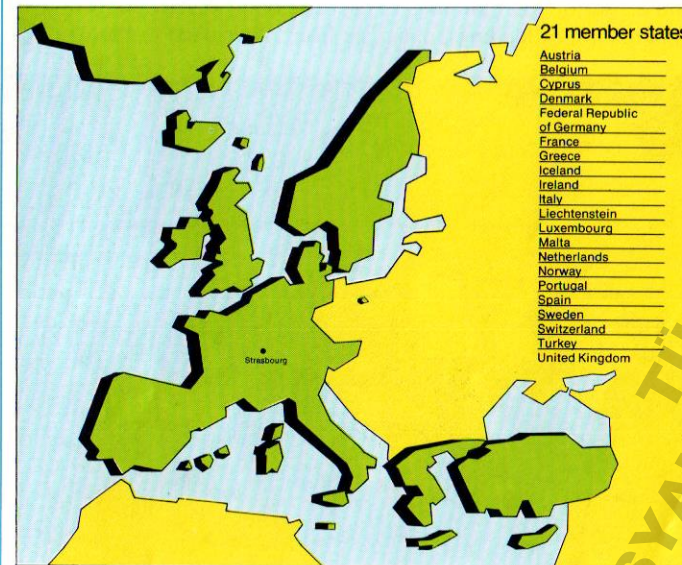 21 member states
Austria
Belgium
Cyprus
Denmark
Federal Republic
of Germany
France
Greece
Iceland
Ireland
Italy
Liechtenstein
Luxembourg
Malta
Netherlands
Norway
Portugal
Spain
Sweden
Switzerland
Turkey
United Kingdom
Strasbourg